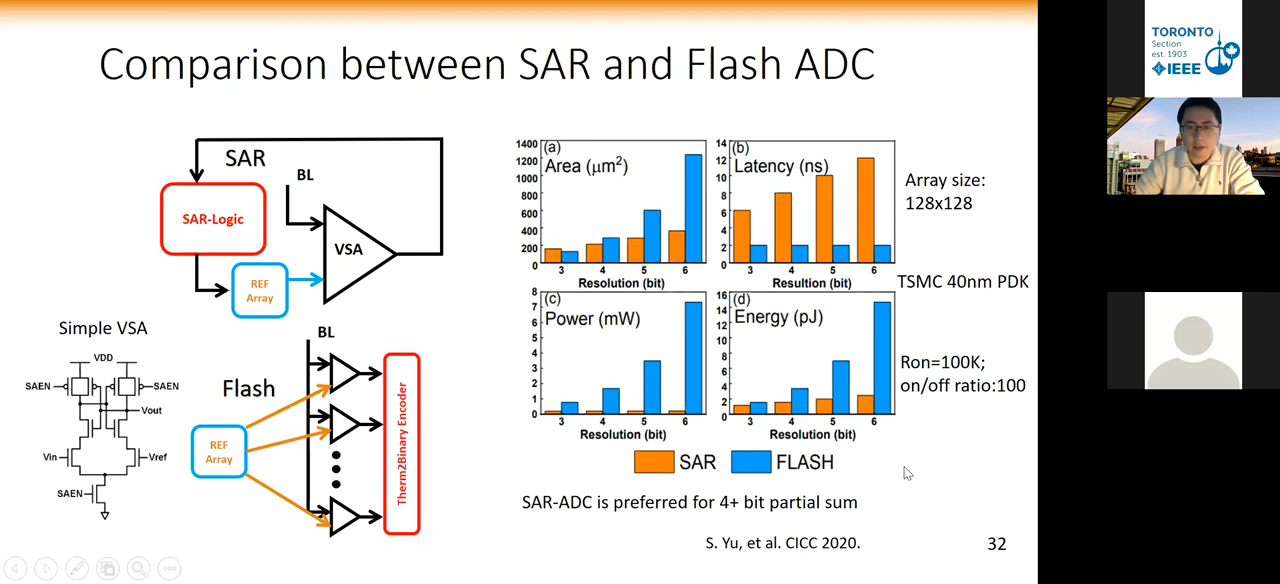 Comparison between SAR and Flash ADC
TORONTO
Section
est. 1903
IEEE
SAR
BL
SAR-Logic
VSA
REF
Array
Simple VSA
VDD
SAEN
SAEN
Vout
Vin
Vref
SAEN
Flash
BL
REF
Array
Therm2Binary Encoder
(a)
Area (μm²)
1400
1200
1000
800
600
400
200
0
3 4 5 6
Resolution (bit)
(b)
Latency (ns)
14
12
10
8
6
4
2
0
3 4 5 6
Resultion (bit)
(c)
Power (mW)
8
7
6
5
4
3
2
1
0
3 4 5 6
Resolution (bit)
(d)
Energy (pJ)
16
14
12
10
8
6
4
2
0
3 4 5 6
Resolution (bit)
Array size:
128x128
TSMC 40nm PDK
Ron=100K;
on/off ratio:100
SAR FLASH
SAR-ADC is preferred for 4+ bit partial sum
S. Yu, et al. CICC 2020.
32